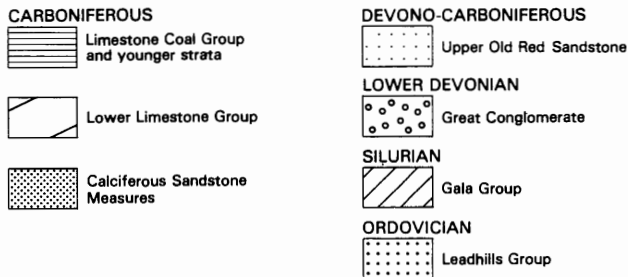 CARBONIFEROUS
Limestone Coal Group
and younger strata
Lower Limestone Group
Calciferous Sandstone
Measures
DEVONO-CARBONIFEROUS
Upper Old Red Sandstone
LOWER DEVONIAN
Great Conglomerate
SILURIAN
Gala Group
ORDOVICIAN
Leadhills Group